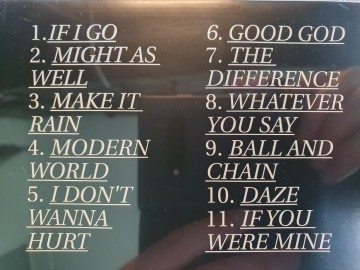 1. IF I GO
2. MIGHT AS
WELL
3. MAKE IT
RAIN
4. MODERN
WORLD
5. I DON'T
WANNA
HURT
6. GOOD GOD
7. THE
DIFFERENCE
8. WHATEVER
YOU SAY
9. BALL AND
CHAIN
10. DAZE
11. IF YOU
WERE MINE